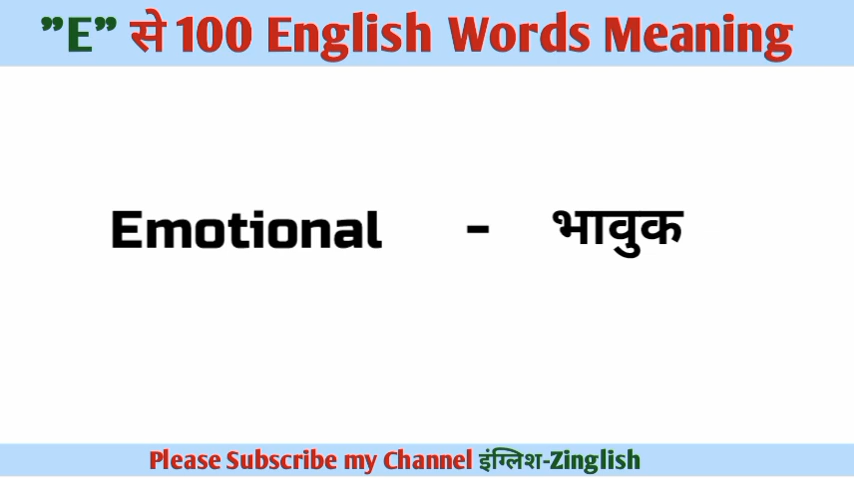 ”E” से 100 English Words Meaning
Emotional - भावुक
Please Subscribe my Channel इंग्लिश-Zinglish